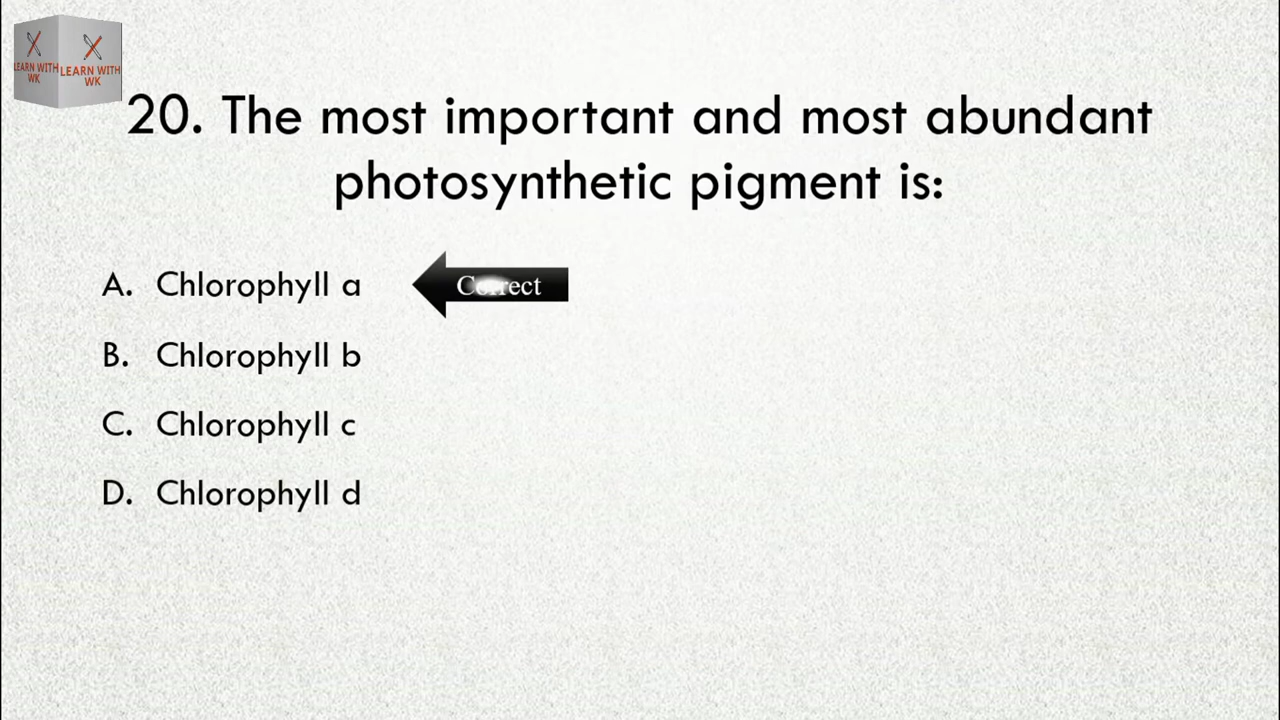 LEARN WITH
WK
LEARN WITH
WK
20. The most important and most abundant
photosynthetic pigment is:
A. Chlorophyll a
Correct
B. Chlorophyll b
C. Chlorophyll c
D. Chlorophyll d